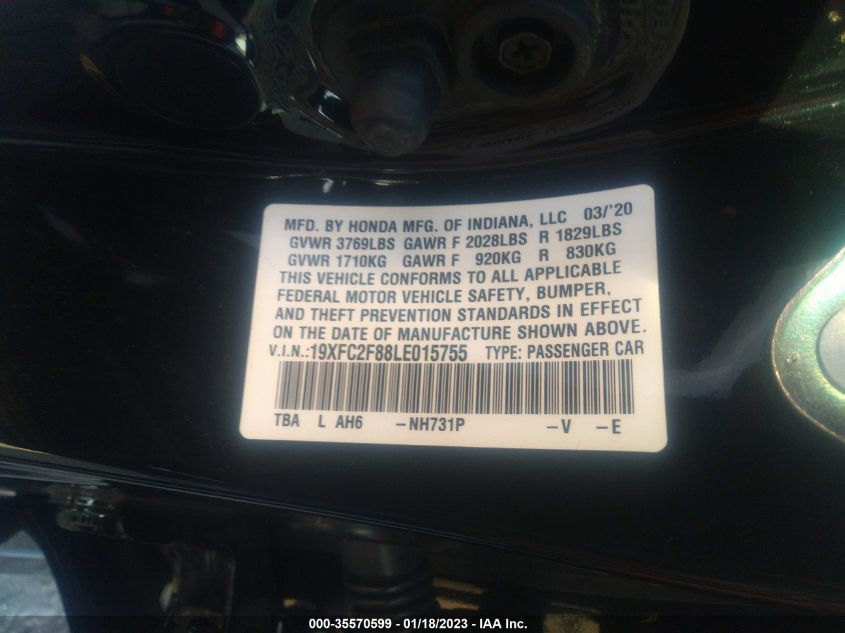 MFD. BY HONDA MFG. OF INDIANA, LLC 03/'20
GVWR 3769LBS GAWR F 2028LBS R 1829LBS
GVWR 1710KG GAWR F 920KG R 830KG
THIS VEHICLE CONFORMS TO ALL APPLICABLE
FEDERAL MOTOR VEHICLE SAFETY, BUMPER,
AND THEFT PREVENTION STANDARDS IN EFFECT
ON THE DATE OF MANUFACTURE SHOWN ABOVE.
V.I.N.:19XFC2F88LE015755 TYPE: PASSENGER CAR
TBA L AH6 -NH731P -V -E
000-35570599 - 01/18/2023 - IAA Inc.